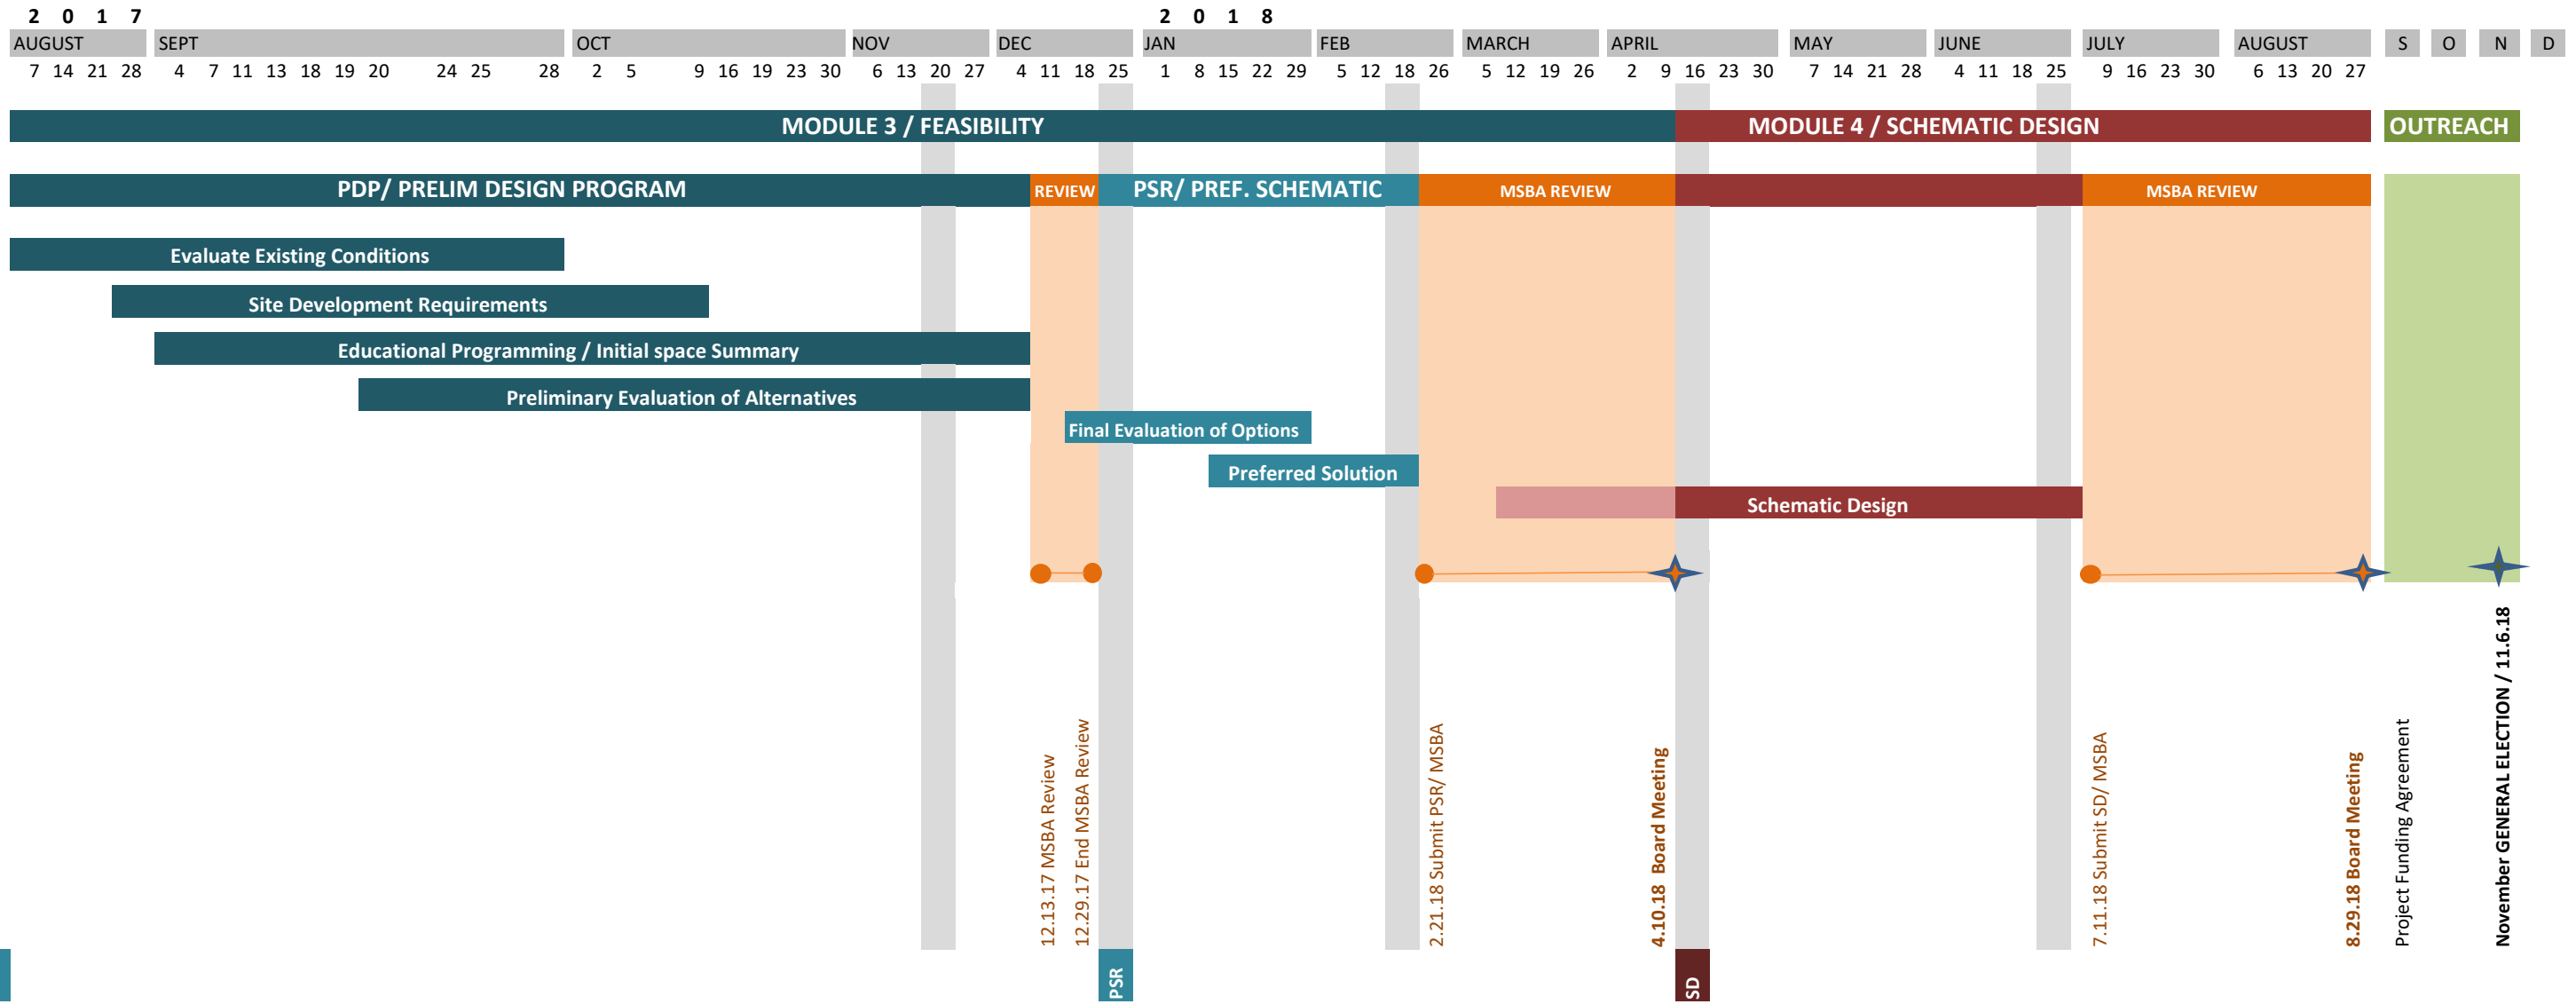 2 0 1 7 2 0 1 8
AUGUST SEPT OCT NOV DEC JAN FEB MARCH APRIL MAY JUNE JULY AUGUST S O N D
7 14 21 28 4 7 11 13 18 19 20 24 25 28 2 5 9 16 19 23 30 6 13 20 27 4 11 18 25 1 8 15 22 29 5 12 18 26 5 12 19 26 2 9 16 23 30 7 14 21 28 4 11 18 25 9 16 23 30 6 13 20 27
MODULE 3 / FEASIBILITY MODULE 4 / SCHEMATIC DESIGN OUTREACH
PDP/ PRELIM DESIGN PROGRAM REVIEW PSR/ PREF. SCHEMATIC MSBA REVIEW MSBA REVIEW
Evaluate Existing Conditions
Site Development Requirements
Educational Programming / Initial space Summary
Preliminary Evaluation of Alternatives
Final Evaluation of Options
Preferred Solution
Schematic Design
12.13.17 MSBA Review
12.29.17 End MSBA Review
2.21.18 Submit PSR/ MSBA
4.10.18 Board Meeting
7.11.18 Submit SD/ MSBA
8.29.18 Board Meeting
Project Funding Agreement
November GENERAL ELECTION / 11.6.18
PSR
SD